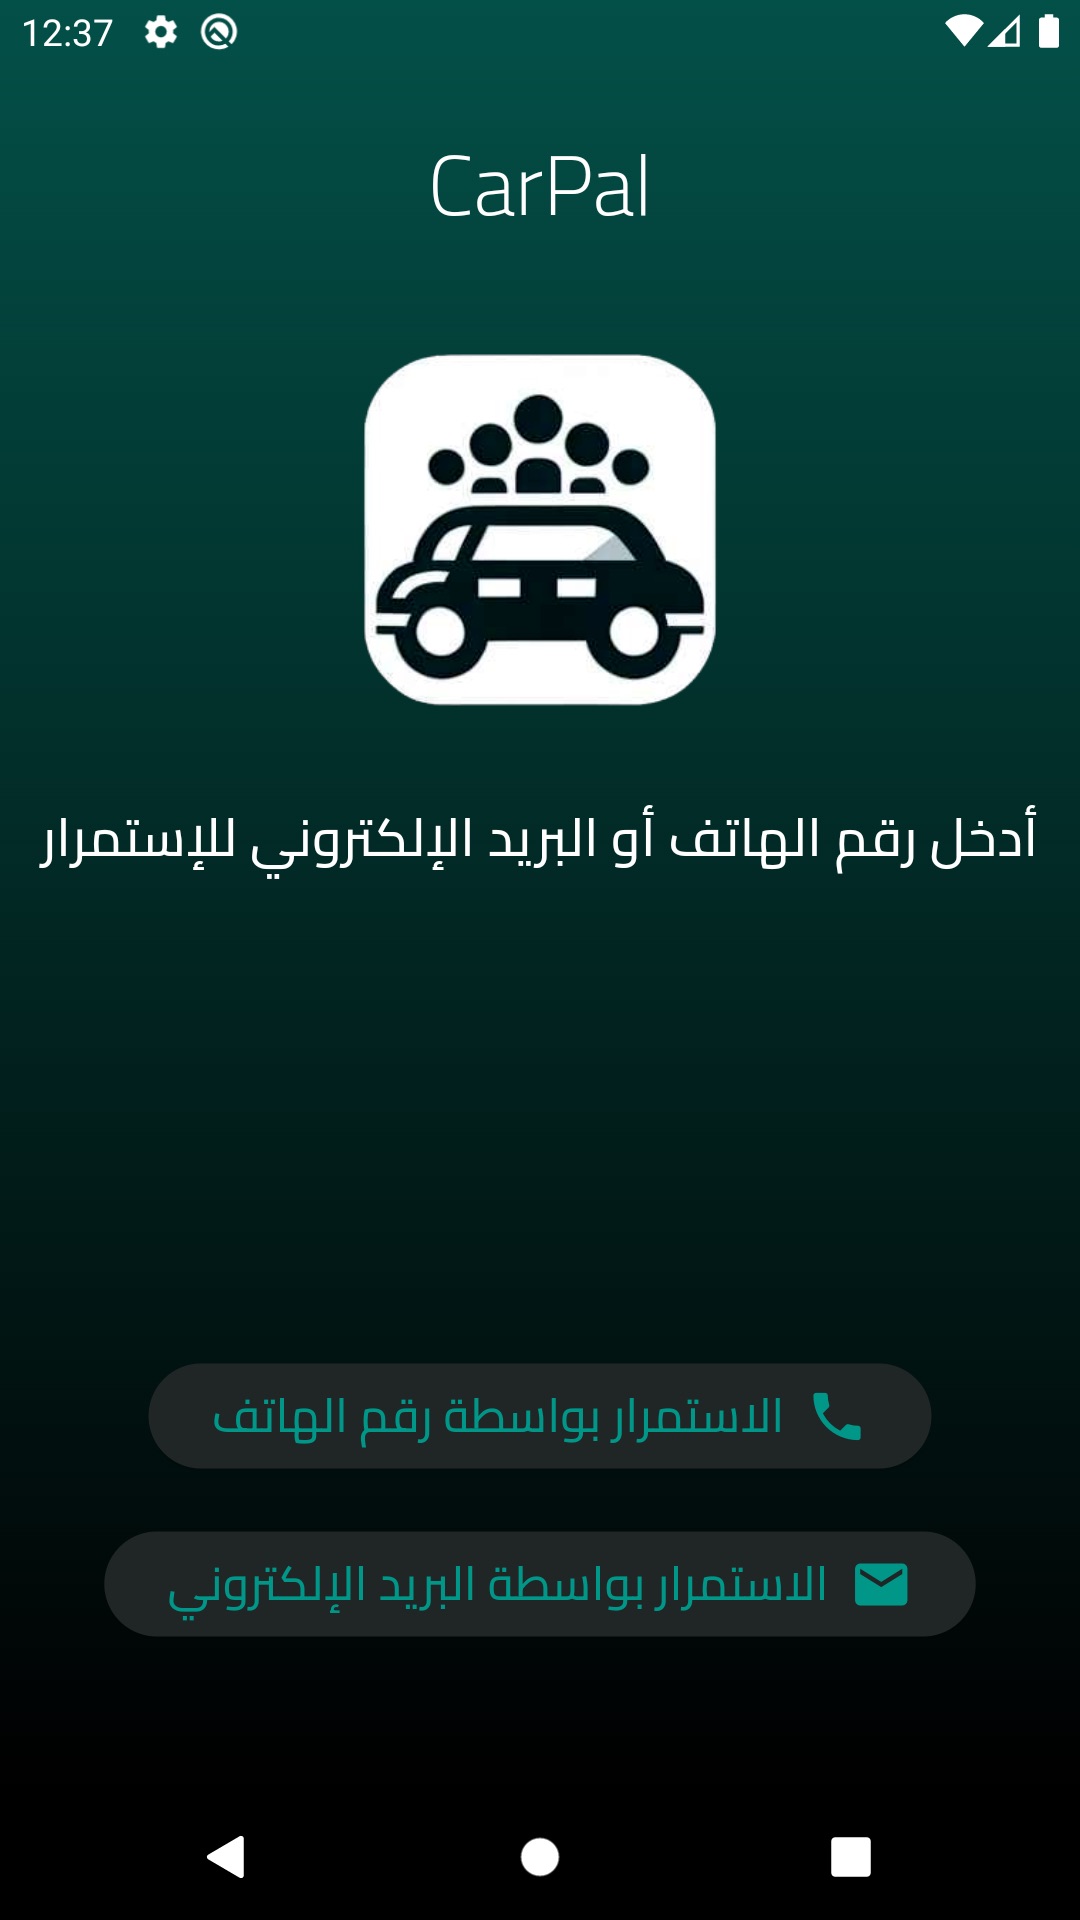 12:37
CarPal
أدخل رقم الهاتف أو البريد الإلكتروني للإستمرار
الاستمرار بواسطة رقم الهاتف
الاستمرار بواسطة البريد الإلكتروني